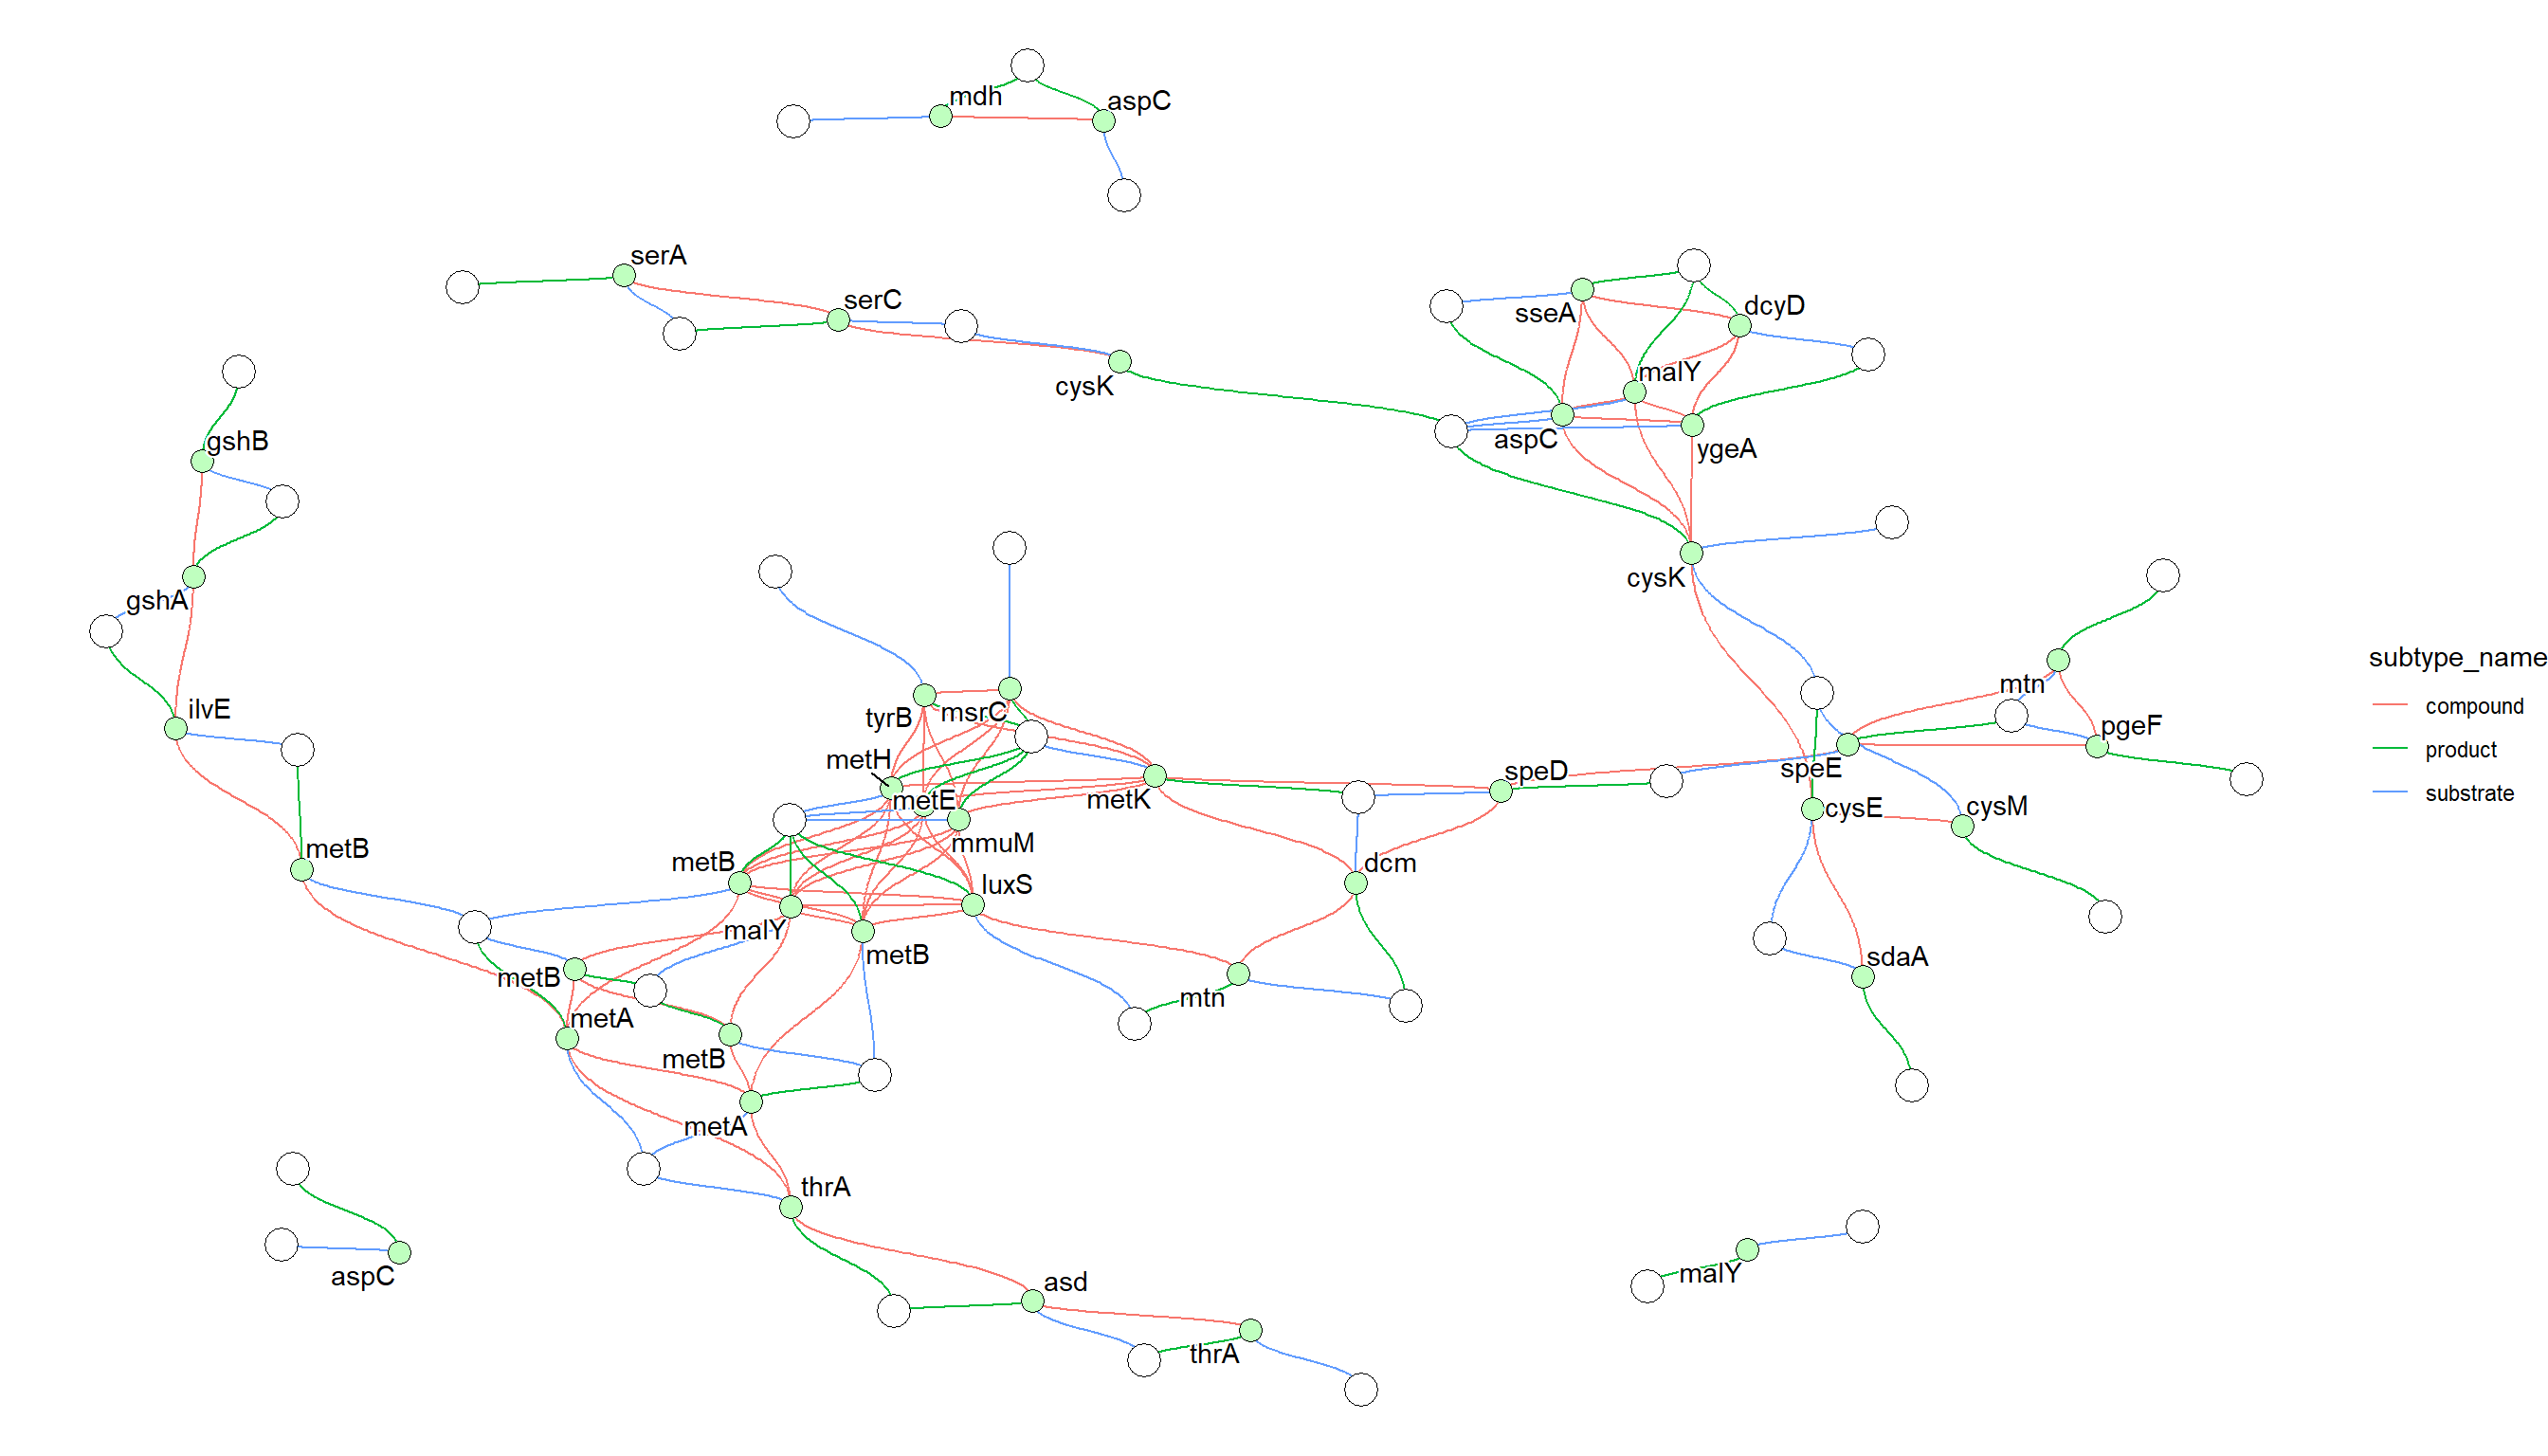 mdh
aspC
serA
serC
cysK
sseA
dcyD
malY
aspC
ygeA
cysK
gshB
gshA
ilvE
metB
tyrB
msrC
metH
metE
metK
mmuM
metB
luxS
malY
metB
metB
metA
metB
metA
thrA
asd
thrA
speD
dcm
mtn
speE
mtn
pgeF
cysE
cysM
sdaA
aspC
malY
subtype_name
compound
product
substrate